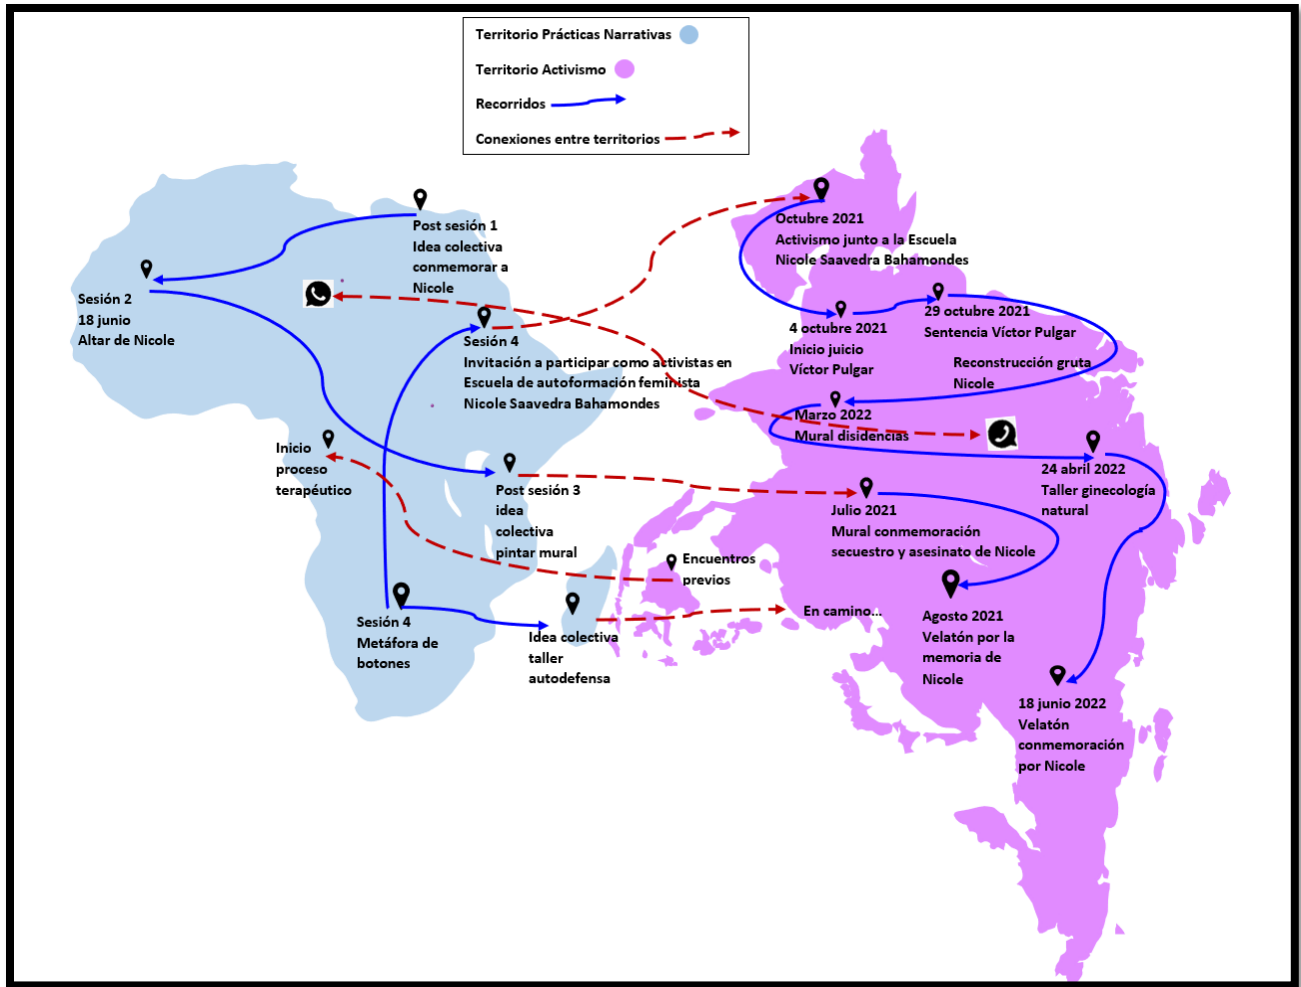 Territorio Prácticas Narrativas
Territorio Activismo
Recorridos
Conexiones entre territorios
Post sesión 1
Idea colectiva
conmemorar a
Nicole
Sesión 2
18 junio
Altar de Nicole
Sesión 4
Invitación a participar como activistas en
Escuela de autoformación feminista
Nicole Saavedra Bahamondes
Inicio
proceso
terapéutico
Post sesión 3
idea
colectiva
pintar mural
Sesión 4
Metáfora de
botones
Idea colectiva
taller
autodefensa
Encuentros
previos
Octubre 2021
Activismo junto a la Escuela
Nicole Saavedra Bahamondes
4 octubre 2021
Inicio juicio
Víctor Pulgar
29 octubre 2021
Sentencia Víctor Pulgar
Reconstrucción gruta
Nicole
Marzo 2022
Mural disidencias
24 abril 2022
Taller ginecología
natural
Julio 2021
Mural conmemoración
secuestro y asesinato de Nicole
En camino...
Agosto 2021
Velatón por la
memoria de
Nicole
18 junio 2022
Velatón
conmemoración
por Nicole